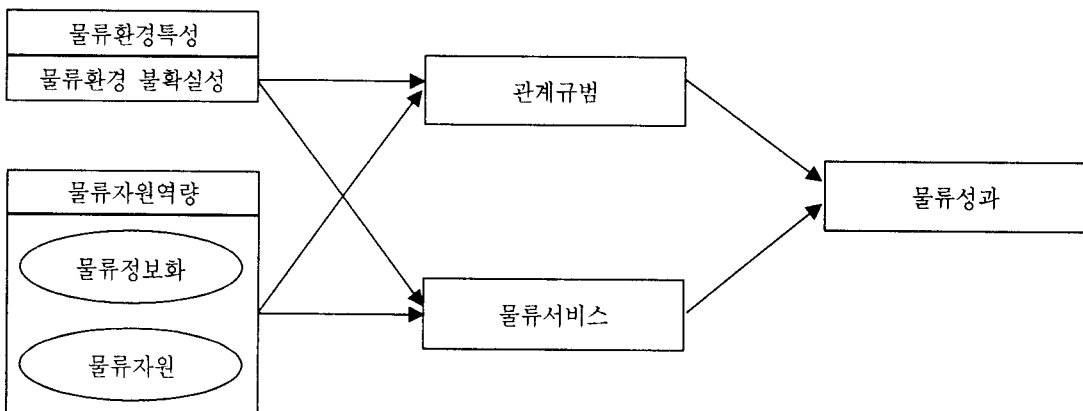 물류환경특성
물류환경 불확실성
관계규범
물류자원역량
물류성과
물류정보화
물류서비스
물류자원